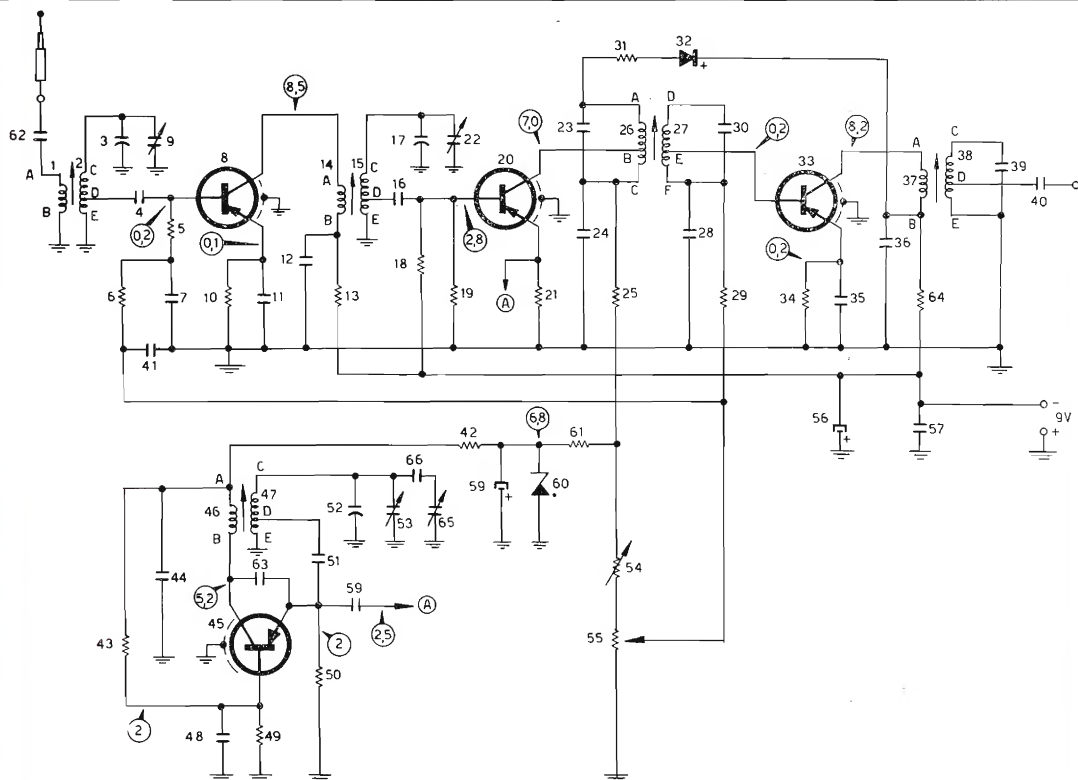 31 32 +
A D
8,5 7,0
62 3 9 8 14 15 17 22 20 23 26 27 30 0,2 33 8,2 C
1 2 C A C B E A 38 39
A D B D 16 C F 37 D 40
B E 4 E B E
0,2 5 0,1 2,8 24 28 0,2 36
12 18 A
6 7 10 11 13 19 21 25 29 34 35 64
41
56 + 57 - 9V +
42 6,8 61
A C 66 59 + 60
46 47 D 52 53 65
B E 51 54
44 63 59 A
5,2 2,5 55
43 45 2
50
2 48 49